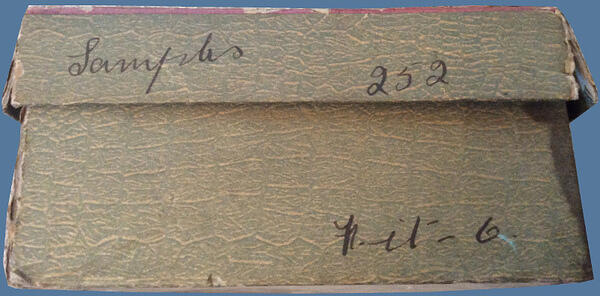 Samples 252
Kit - 6